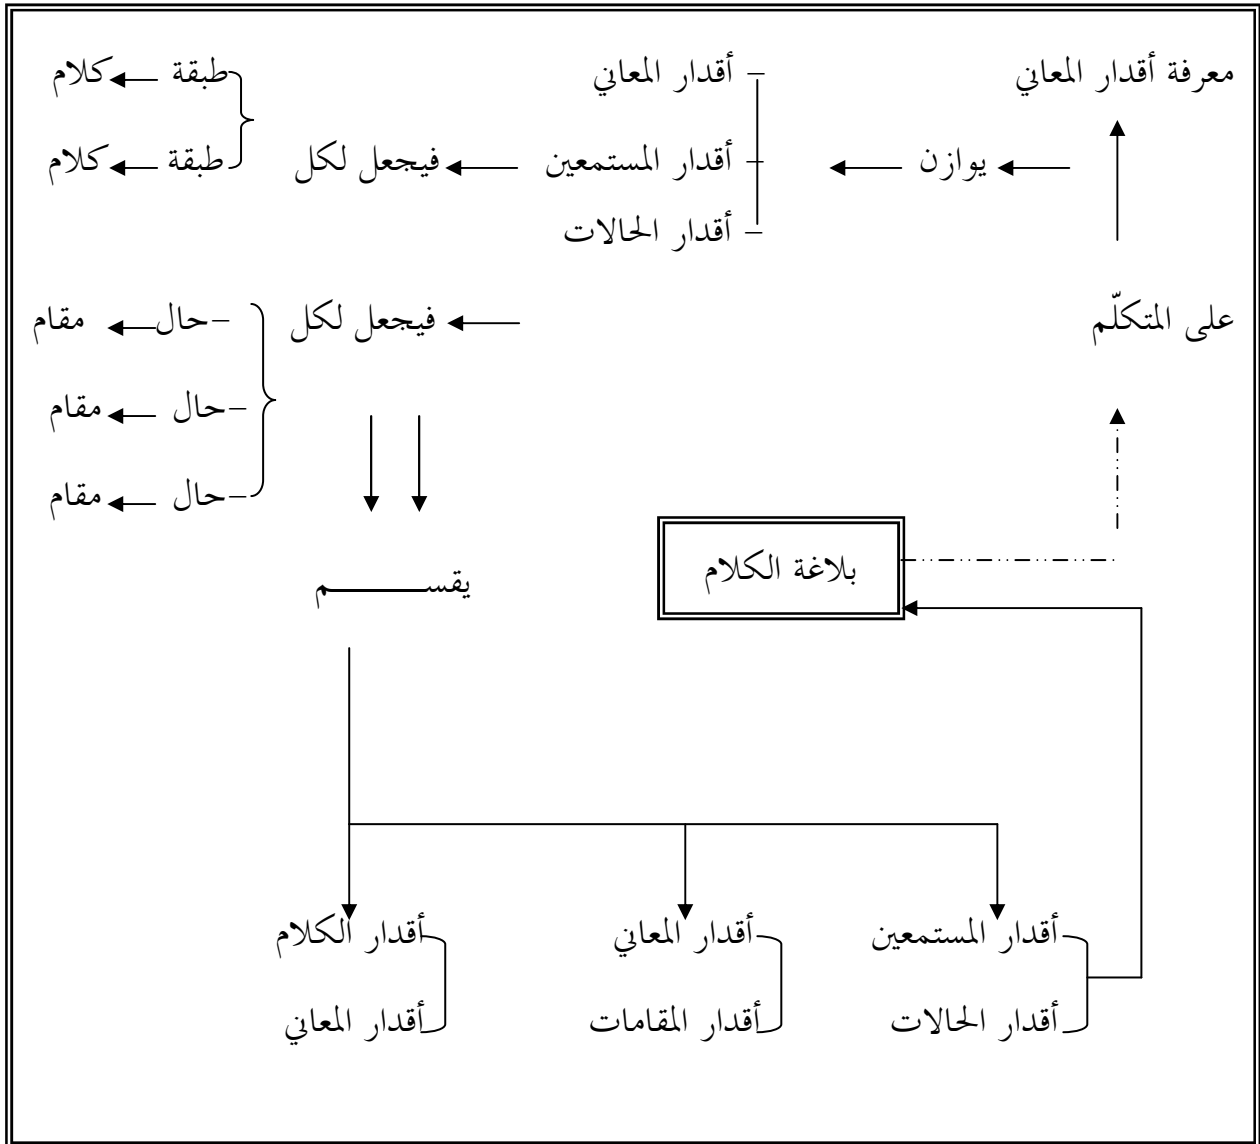 معرفة أقدار المعاني – أقدار المعاني طبقة كلام
يوازن – أقدار المستمعين فيجعل لكل طبقة كلام
– أقدار الحالات
على المتكلّم فيجعل لكل –حال مقام
–حال مقام
–حال مقام
بلاغة الكلام
يقســـــــم
أقدار المستمعين أقدار المعاني أقدار الكلام
أقدار الحالات أقدار المقامات أقدار المعاني